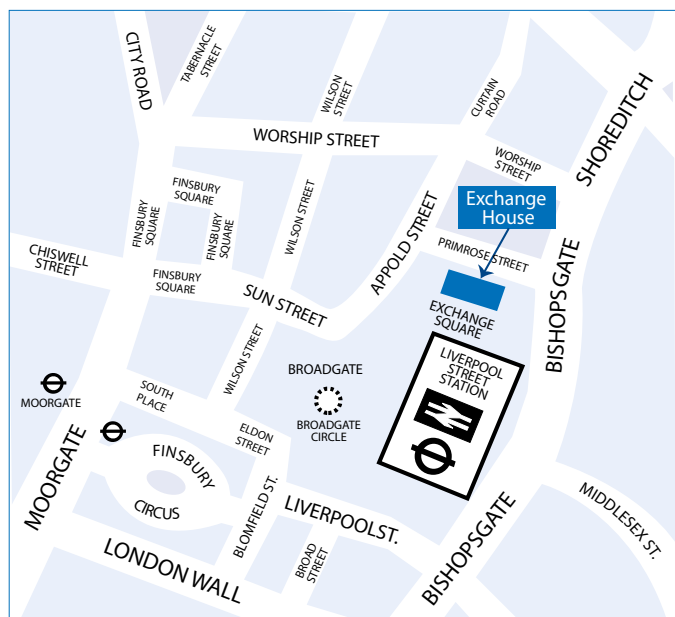 CITY ROAD
TABERNACLE
STREET
WILSON
STREET
CURTAIN
ROAD
SHOREDITCH
WORSHIP STREET
WORSHIP
STREET
FINSBURY
SQUARE
Exchange
House
FINSBURY
SQUARE
FINSBURY
SQUARE
WILSON STREET
APPOLD STREET
PRIMROSE STREET
CHISWELL
STREET
FINSBURY
SQUARE
SUN STREET
EXCHANGE
SQUARE
BISHOPSGATE
WILSON STREET
LIVERPOOL
STREET
STATION
BROADGATE
MOORGATE
SOUTH
PLACE
BROADGATE
CIRCLE
ELDON
STREET
FINSBURY
CIRCUS
MOORGATE
BLOMFIELD ST.
LIVERPOOLST.
MIDDLESEX ST.
BISHOPSGATE
LONDON WALL
BROAD
STREET